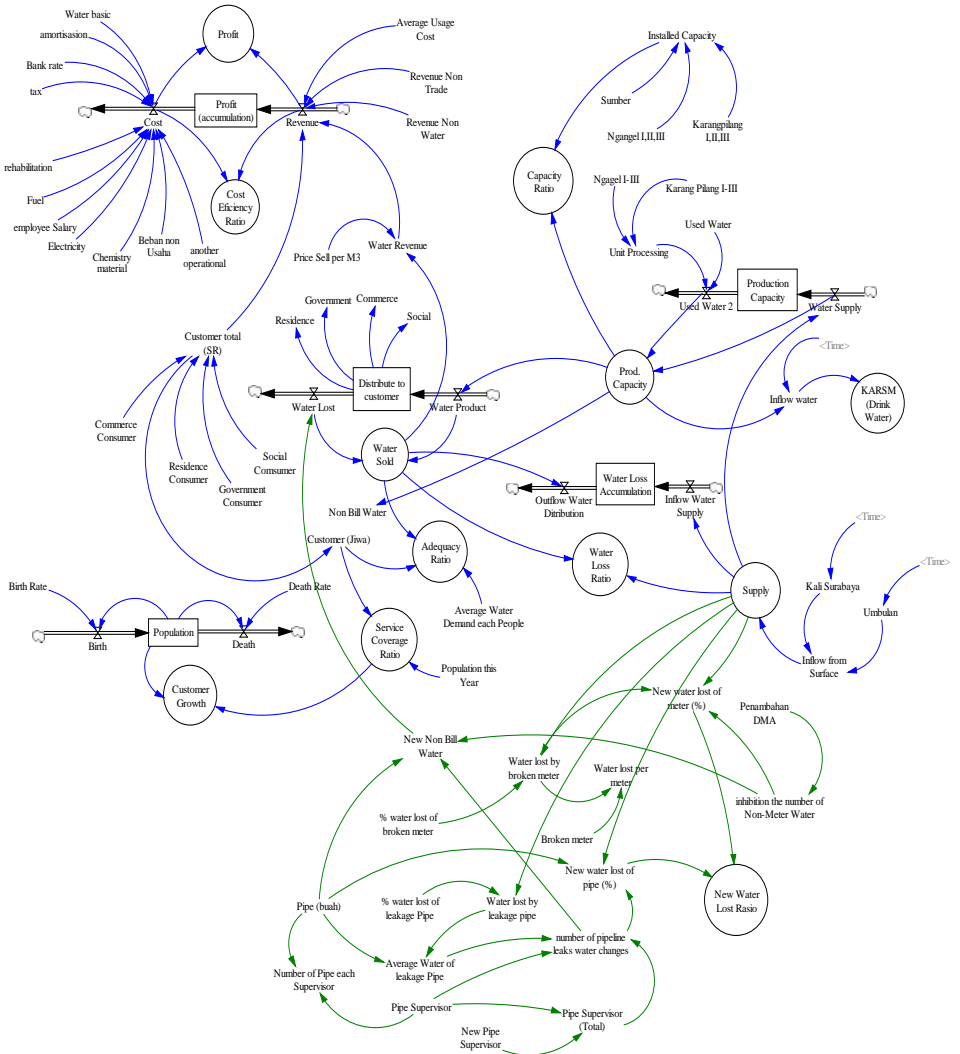 Water basic
amortisasion
Bank rate
tax
Profit
Average Usage
Cost
Revenue Non
Trade
Revenue Non
Water
Profit
(accumulation)
Cost
Revenue
rehabilitation
Fuel
employee Salary
Electricity
Chemistry
material
Beban non
Usaha
another
operational
Cost
Eficiency
Ratio
Installed Capacity
Sumber
Ngangel I,II,III
Karangpilang
I,II,III
Capacity
Ratio
Ngagel I-III
Karang Pilang I-III
Used Water
Unit Processing
Production
Capacity
Used Water 2
Water Supply
Price Sell per M3
Water Revenue
Government
Commerce
Residence
Social
Customer total
(SR)
Distribute to
customer
Water Lost
Water Product
Prod.
Capacity
<Time>
Inflow water
KARSM
(Drink
Water)
Commerce
Consumer
Residence
Consumer
Government
Consumer
Social
Comsumer
Water
Sold
Water Loss
Accumulation
Outflow Water
Ditribution
Inflow Water
Supply
Non Bill Water
Customer (Jiwa)
Adequacy
Ratio
Water
Loss
Ratio
Supply
<Time>
<Time>
Kali Surabaya
Umbulan
Inflow from
Surface
Average Water
Demand each People
Birth Rate
Death Rate
Population
Birth
Death
Service
Coverage
Ratio
Population this
Year
Customer
Growth
New water lost of
meter (%)
Penambahan
DMA
New Non Bill
Water
Water lost by
broken meter
Water lost per
meter
inhibition the number of
Non-Meter Water
% water lost of
broken meter
Broken meter
New water lost of
pipe (%)
New Water
Lost Rasio
Pipe (buah)
% water lost of
leakage Pipe
Water lost by
leakage pipe
number of pipeline
leaks water changes
Number of Pipe each
Supervisor
Average Water of
leakage Pipe
Pipe Supervisor
Pipe Supervisor
(Total)
New Pipe
Supervisor